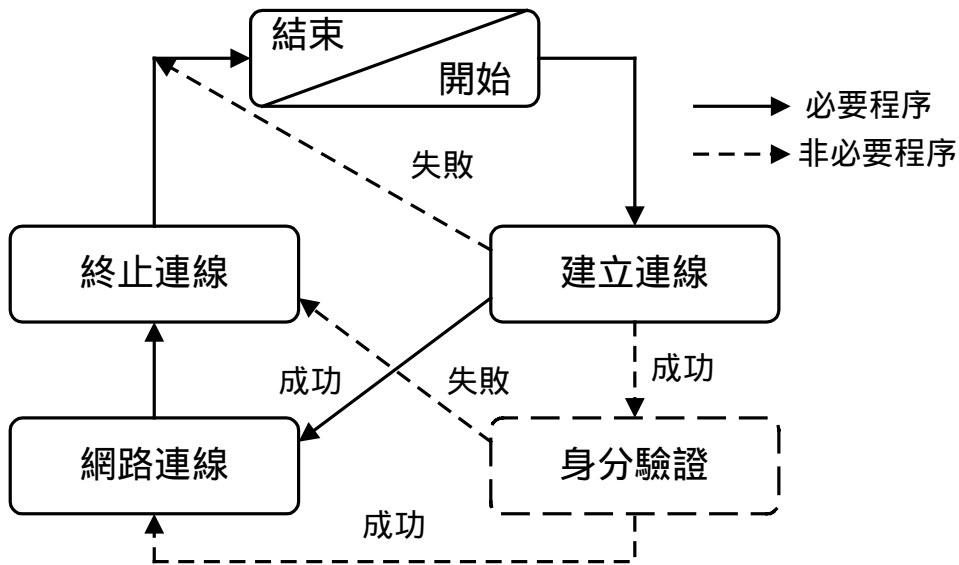 結束
開始
必要程序
非必要程序
失敗
終止連線
建立連線
成功
失敗
成功
網路連線
身分驗證
成功